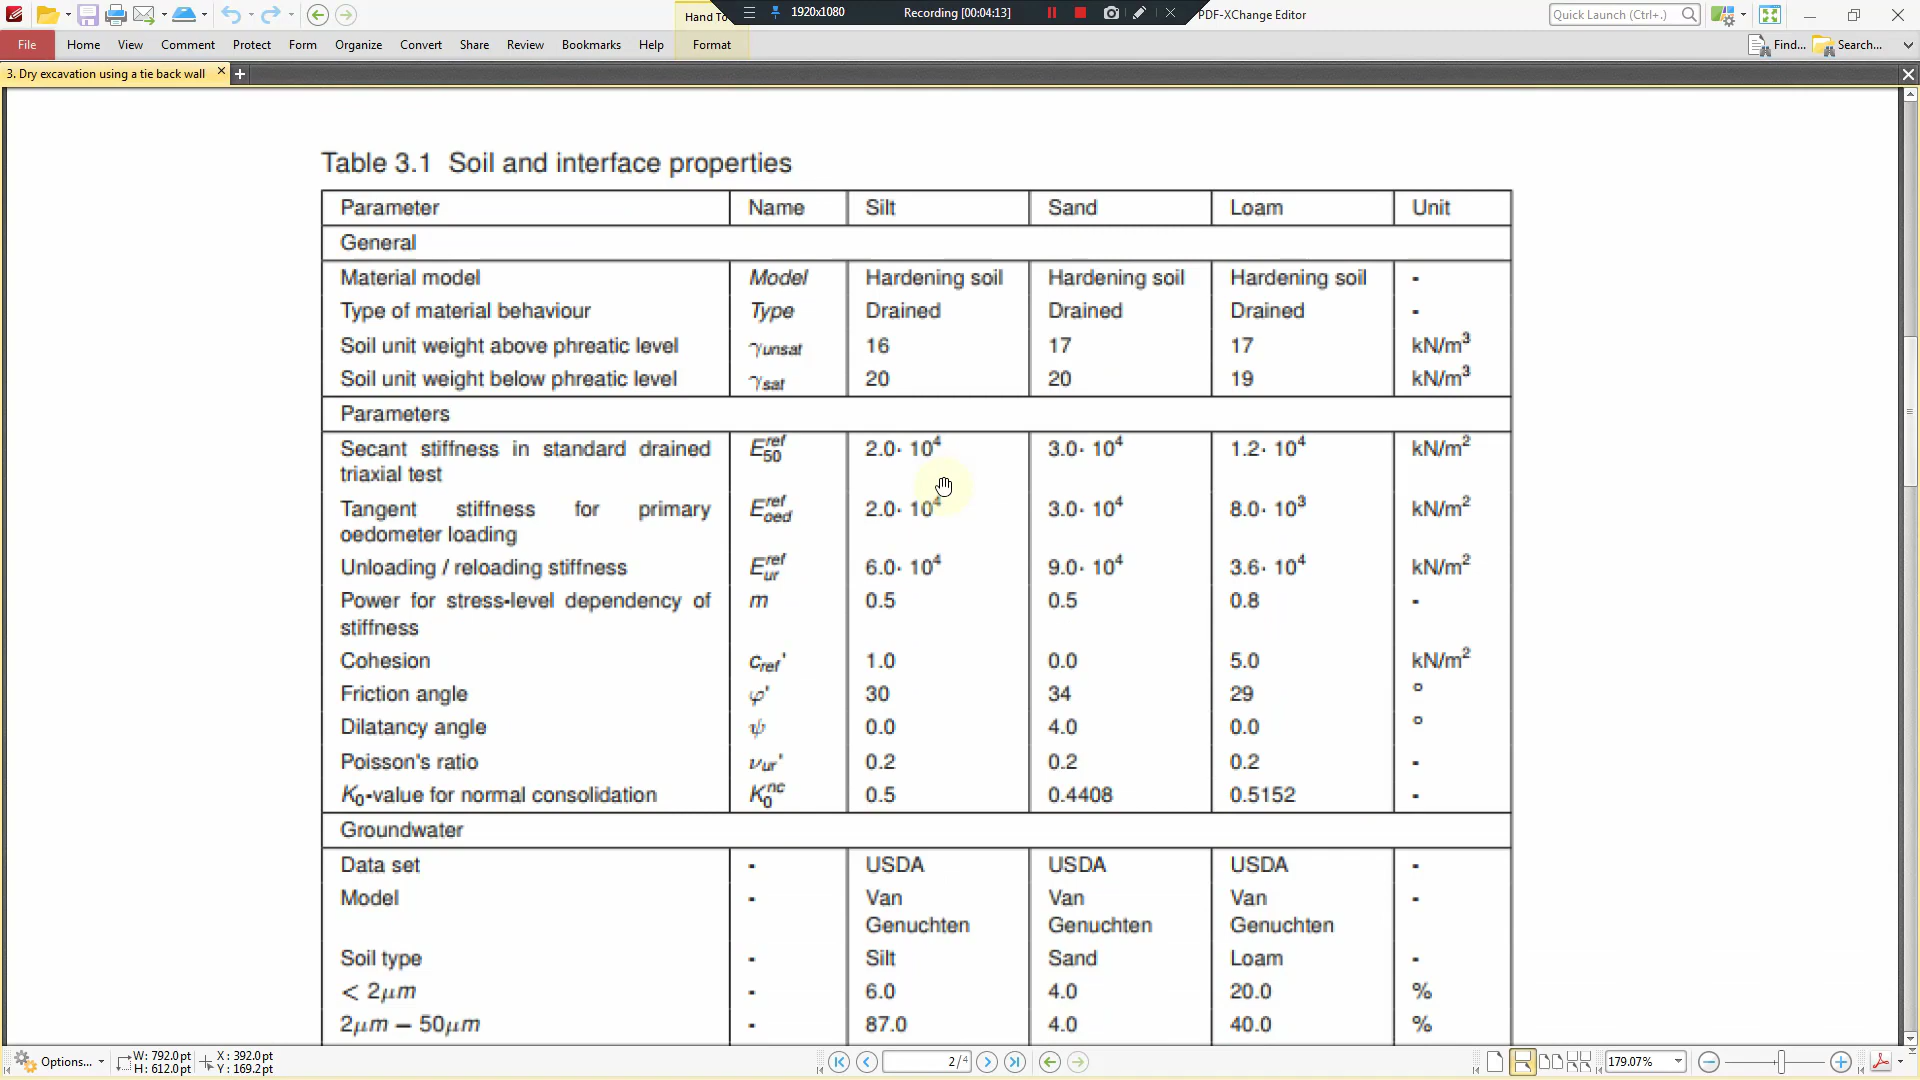 Hand To
1920x1080
Recording [00:04:13]
PDF-XChange Editor
Quick Launch (Ctrl+.)
File Home View Comment Protect Form Organize Convert Share Review Bookmarks Help Format
Find... Search...
3. Dry excavation using a tie back wall
Table 3.1 Soil and interface properties
Parameter Name Silt Sand Loam Unit
General
Material model Model Hardening soil Hardening soil Hardening soil -
Type of material behaviour Type Drained Drained Drained -
Soil unit weight above phreatic level γunsat 16 17 17 kN/m³
Soil unit weight below phreatic level γsat 20 20 19 kN/m³
Parameters
Secant stiffness in standard drained E50^ref 2.0· 10⁴ 3.0· 10⁴ 1.2· 10⁴ kN/m²
triaxial test
Tangent stiffness for primary Eoed^ref 2.0· 10⁴ 3.0· 10⁴ 8.0· 10³ kN/m²
oedometer loading
Unloading / reloading stiffness Eur^ref 6.0· 10⁴ 9.0· 10⁴ 3.6· 10⁴ kN/m²
Power for stress-level dependency of m 0.5 0.5 0.8 -
stiffness
Cohesion cref' 1.0 0.0 5.0 kN/m²
Friction angle φ' 30 34 29 °
Dilatancy angle ψ 0.0 4.0 0.0 °
Poisson's ratio νur' 0.2 0.2 0.2 -
K0-value for normal consolidation K0^nc 0.5 0.4408 0.5152 -
Groundwater
Data set - USDA USDA USDA -
Model - Van Van Van -
Genuchten Genuchten Genuchten
Soil type - Silt Sand Loam -
< 2μm - 6.0 4.0 20.0 %
2μm − 50μm - 87.0 4.0 40.0 %
Options...
W: 792.0pt
H: 612.0pt
X: 392.0pt
Y: 169.2pt
2/4
179.07%